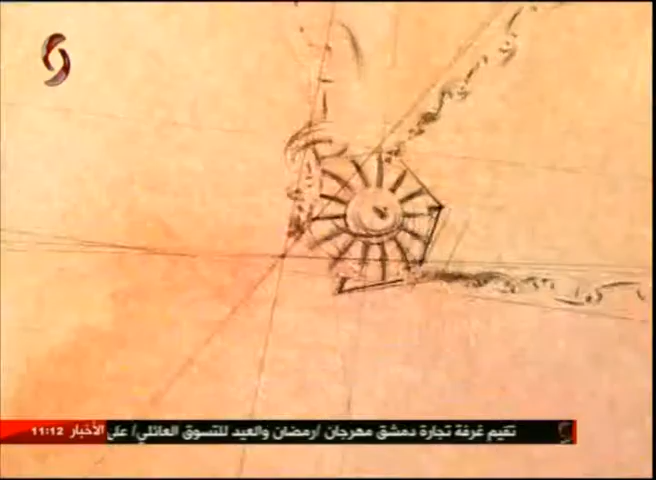 تقيم غرفة تجارة دمشق مهرجان /رمضان والعيد للتسوق العائلي/ على
الأخبار 11:12